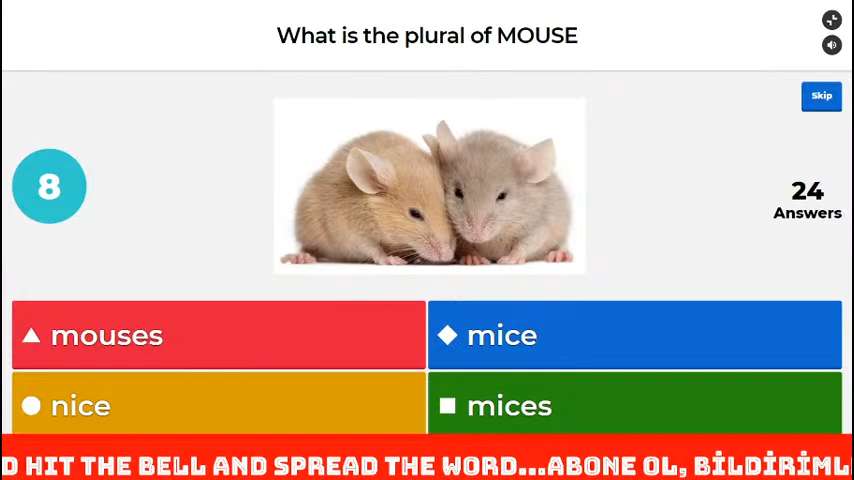 What is the plural of MOUSE
Skip
8
24
Answers
mouses
mice
nice
mices
D HIT THE BELL AND SPREAD THE WORD...ABONE OL, BİLDİRİML